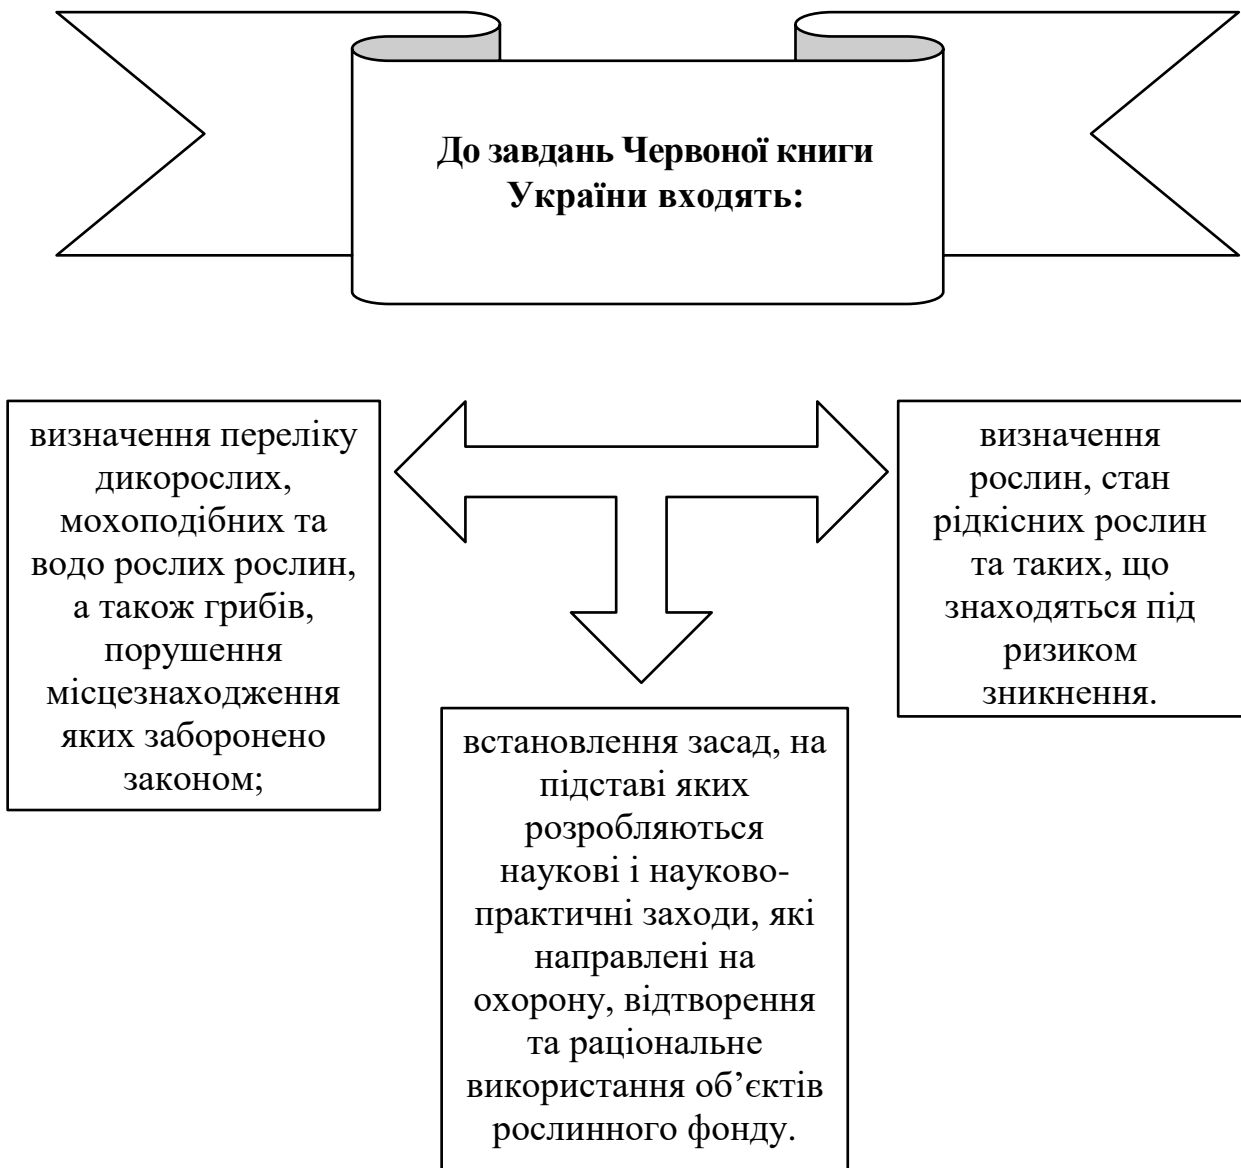 До завдань Червоної книги
України входять:
визначення переліку
дикорослих,
мохоподібних та
водо рослих рослин,
а також грибів,
порушення
місцезнаходження
яких заборонено
законом;
визначення
рослин, стан
рідкісних рослин
та таких, що
знаходяться під
ризиком
зникнення.
встановлення засад, на
підставі яких
розробляються
наукові і науково-
практичні заходи, які
направлені на
охорону, відтворення
та раціональне
використання об’єктів
рослинного фонду.